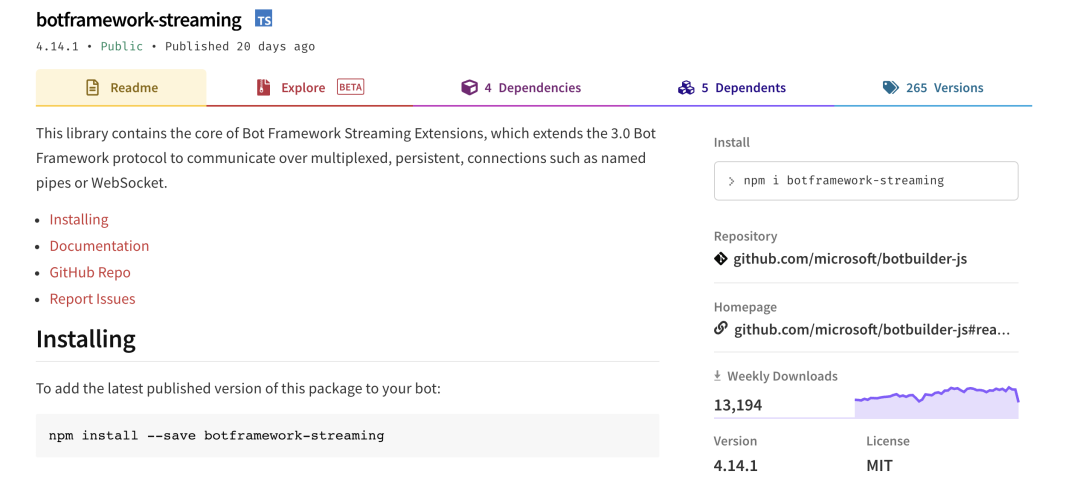 botframework-streaming TS
4.14.1 • Public • Published 20 days ago
Readme
Explore BETA
4 Dependencies
5 Dependents
265 Versions
This library contains the core of Bot Framework Streaming Extensions, which extends the 3.0 Bot
Framework protocol to communicate over multiplexed, persistent, connections such as named
pipes or WebSocket.
• Installing
• Documentation
• GitHub Repo
• Report Issues
Installing
To add the latest published version of this package to your bot:
npm install --save botframework-streaming
Install
> npm i botframework-streaming
Repository
github.com/microsoft/botbuilder-js
Homepage
github.com/microsoft/botbuilder-js#rea...
Weekly Downloads
13,194
Version
4.14.1
License
MIT